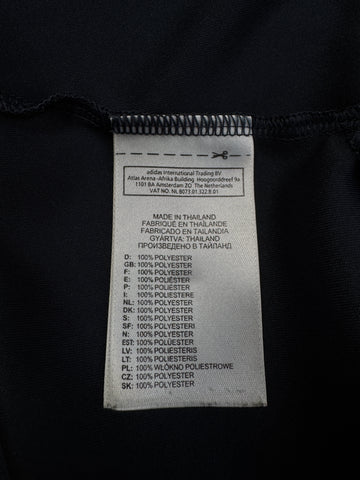 adidas International Trading BV
Atlas Arena -Afrika Building Hoogoorddreef 9a
1101 BA Amsterdam ZO The Netherlands
VAT NO. NL 8073.01.322.B.01
MADE IN THAILAND
FABRIQUÉ EN THAÏLANDE
FABRICADO EN TAILANDIA
GYÁRTVA: THAILAND
ПРОИЗВЕДЕНО В ТАЙЛАНД
D: 100% POLYESTER
GB: 100% POLYESTER
F: 100% POLYESTER
E: 100% POLIÉSTER
P: 100% POLIÉSTER
I: 100% POLIESTERE
NL: 100% POLYESTER
DK: 100% POLYESTER
S: 100% POLYESTER
SF: 100% POLYESTERI
N: 100% POLYESTER
EST: 100% POLÜESTER
LV: 100% POLIESTERIS
LT: 100% POLIESTERIS
PL: 100% WŁÓKNO POLIESTROWE
CZ: 100% POLYESTER
SK: 100% POLYESTER